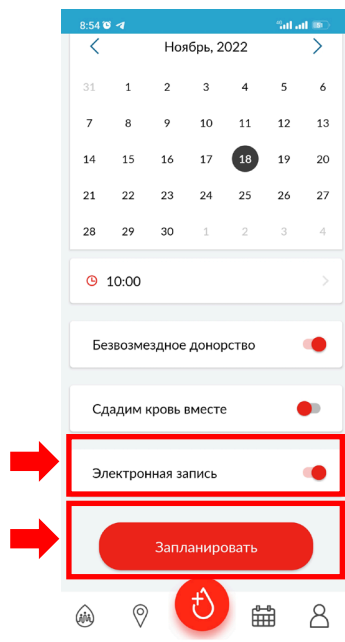 8:54
Ноябрь, 2022
31 1 2 3 4 5 6
7 8 9 10 11 12 13
14 15 16 17 18 19 20
21 22 23 24 25 26 27
28 29 30 1 2 3 4
10:00
Безвозмездное донорство
Сдадим кровь вместе
Электронная запись
Запланировать